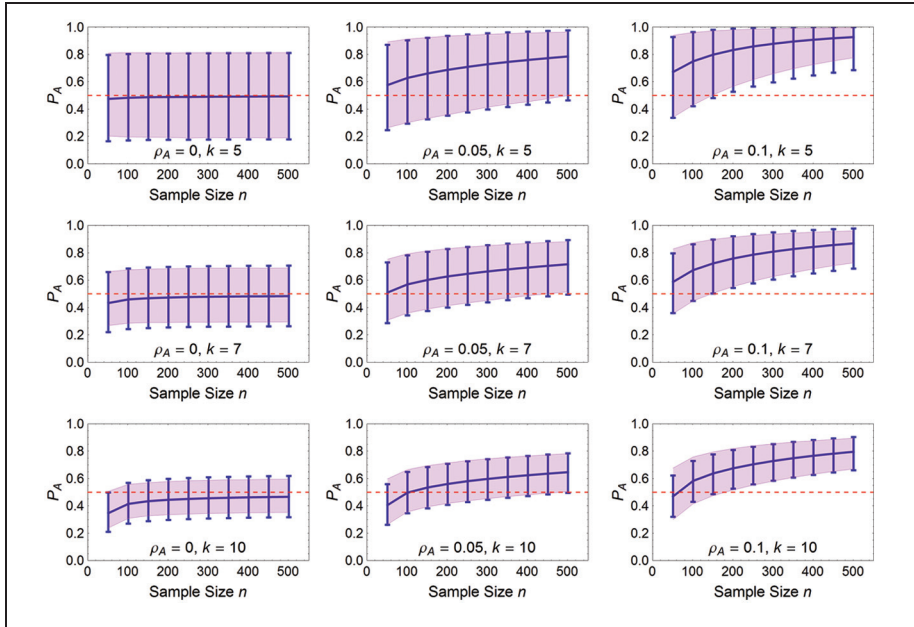 1.0 1.0 1.0
0.8 0.8 0.8
0.6 0.6 0.6
P_A P_A P_A
0.4 0.4 0.4
0.2 0.2 0.2
ρ_A = 0, k = 5 ρ_A = 0.05, k = 5 ρ_A = 0.1, k = 5
0.0 0.0 0.0
0 100 200 300 400 500 0 100 200 300 400 500 0 100 200 300 400 500
Sample Size n Sample Size n Sample Size n
1.0 1.0 1.0
0.8 0.8 0.8
0.6 0.6 0.6
P_A P_A P_A
0.4 0.4 0.4
0.2 0.2 0.2
ρ_A = 0, k = 7 ρ_A = 0.05, k = 7 ρ_A = 0.1, k = 7
0.0 0.0 0.0
0 100 200 300 400 500 0 100 200 300 400 500 0 100 200 300 400 500
Sample Size n Sample Size n Sample Size n
1.0 1.0 1.0
0.8 0.8 0.8
0.6 0.6 0.6
P_A P_A P_A
0.4 0.4 0.4
0.2 0.2 0.2
ρ_A = 0, k = 10 ρ_A = 0.05, k = 10 ρ_A = 0.1, k = 10
0.0 0.0 0.0
0 100 200 300 400 500 0 100 200 300 400 500 0 100 200 300 400 500
Sample Size n Sample Size n Sample Size n